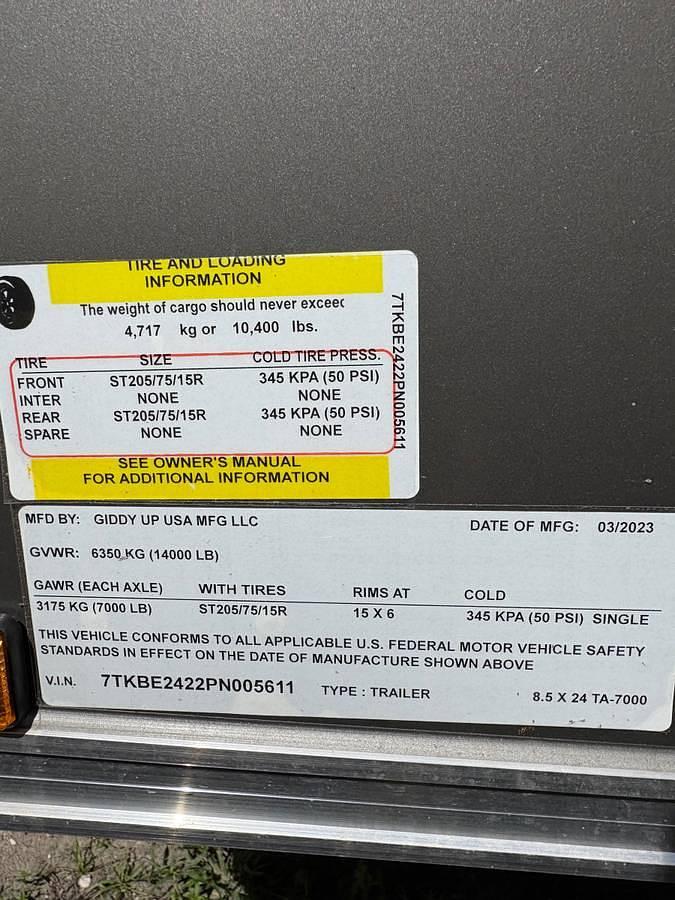 TIRE AND LOADING
INFORMATION
The weight of cargo should never exceed
4,717 kg or 10,400 lbs.
TIRE SIZE COLD TIRE PRESS.
FRONT ST205/75/15R 345 KPA (50 PSI)
INTER NONE NONE
REAR ST205/75/15R 345 KPA (50 PSI)
SPARE NONE NONE
SEE OWNER'S MANUAL
FOR ADDITIONAL INFORMATION
7TKBE2422PN005611
MFD BY: GIDDY UP USA MFG LLC DATE OF MFG: 03/2023
GVWR: 6350 KG (14000 LB)
GAWR (EACH AXLE) WITH TIRES RIMS AT COLD
3175 KG (7000 LB) ST205/75/15R 15 X 6 345 KPA (50 PSI) SINGLE
THIS VEHICLE CONFORMS TO ALL APPLICABLE U.S. FEDERAL MOTOR VEHICLE SAFETY
STANDARDS IN EFFECT ON THE DATE OF MANUFACTURE SHOWN ABOVE
V.I.N. 7TKBE2422PN005611 TYPE : TRAILER 8.5 X 24 TA-7000